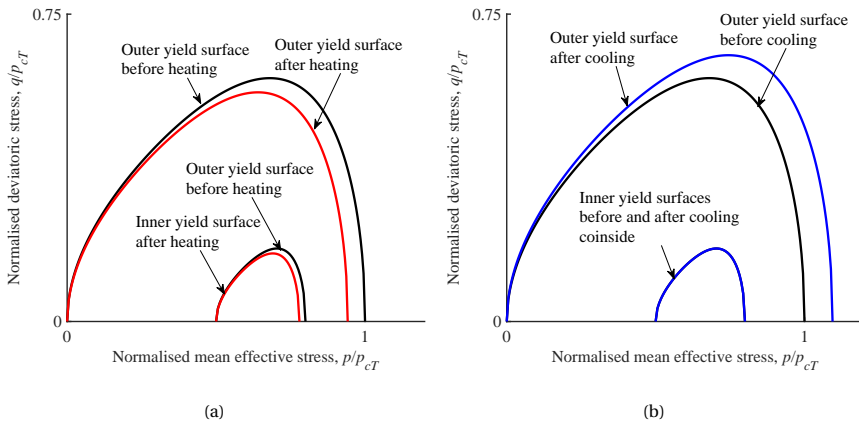 0.75
Normalised deviatoric stress, q/p_cT
Outer yield surface
before heating
Outer yield surface
after heating
Outer yield surface
before heating
Inner yield surface
after heating
0
0
1
Normalised mean effective stress, p/p_cT
(a)
0.75
Normalised deviatoric stress, q/p_cT
Outer yield surface
after cooling
Outer yield surface
before cooling
Inner yield surfaces
before and after cooling
coinside
0
0
1
Normalised mean effective stress, p/p_cT
(b)